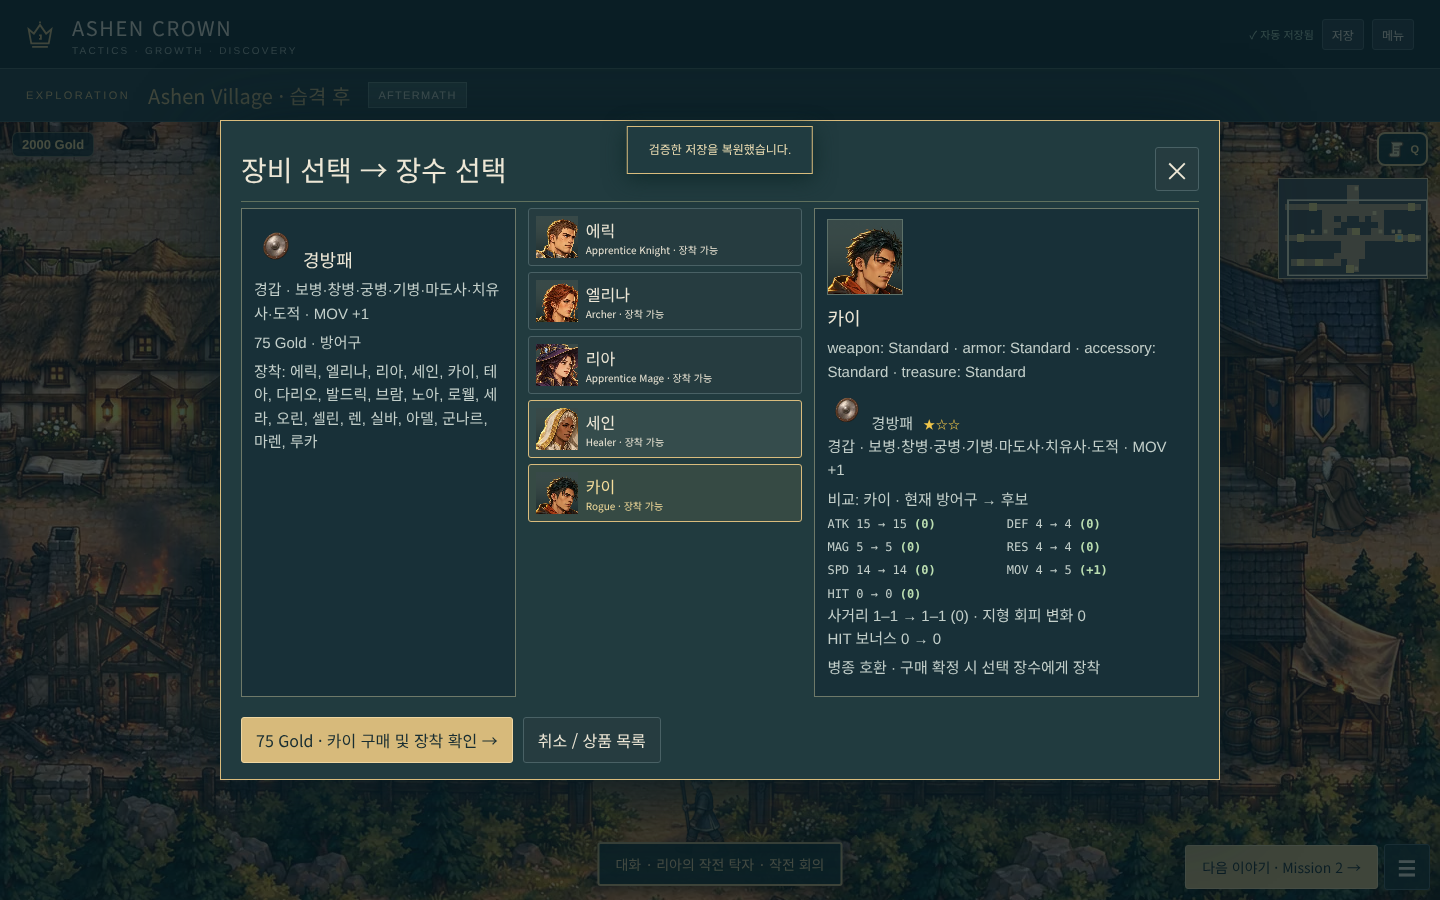 ASHEN CROWN
TACTICS · GROWTH · DISCOVERY
✓ 자동 저장됨
저장
메뉴
EXPLORATION
Ashen Village · 습격 후
AFTERMATH
2000 Gold
검증한 저장을 복원했습니다.
Q
장비 선택 → 장수 선택
경방패
경갑 · 보병·창병·궁병·기병·마도사·치유
사·도적 · MOV +1
75 Gold · 방어구
장착: 에릭, 엘리나, 리아, 세인, 카이, 테
아, 다리오, 발드릭, 브람, 노아, 로웰, 세
라, 오린, 셀린, 렌, 실바, 아델, 군나르,
마렌, 루카
에릭
Apprentice Knight · 장착 가능
엘리나
Archer · 장착 가능
리아
Apprentice Mage · 장착 가능
세인
Healer · 장착 가능
카이
Rogue · 장착 가능
카이
weapon: Standard · armor: Standard · accessory:
Standard · treasure: Standard
경방패 ★☆☆
경갑 · 보병·창병·궁병·기병·마도사·치유사·도적 · MOV
+1
비교: 카이 · 현재 방어구 → 후보
ATK 15 → 15 (0) DEF 4 → 4 (0)
MAG 5 → 5 (0) RES 4 → 4 (0)
SPD 14 → 14 (0) MOV 4 → 5 (+1)
HIT 0 → 0 (0)
사거리 1–1 → 1–1 (0) · 지형 회피 변화 0
HIT 보너스 0 → 0
병종 호환 · 구매 확정 시 선택 장수에게 장착
75 Gold · 카이 구매 및 장착 확인 →
취소 / 상품 목록
대화 · 리아의 작전 탁자 · 작전 회의
다음 이야기 · Mission 2 →